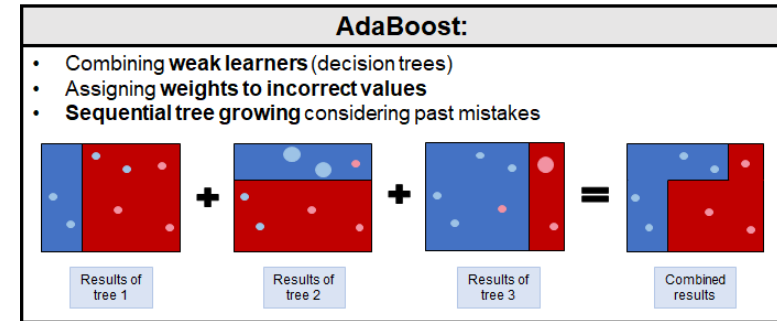 AdaBoost:
• Combining weak learners (decision trees)
• Assigning weights to incorrect values
• Sequential tree growing considering past mistakes
Results of
tree 1
Results of
tree 2
Results of
tree 3
Combined
results